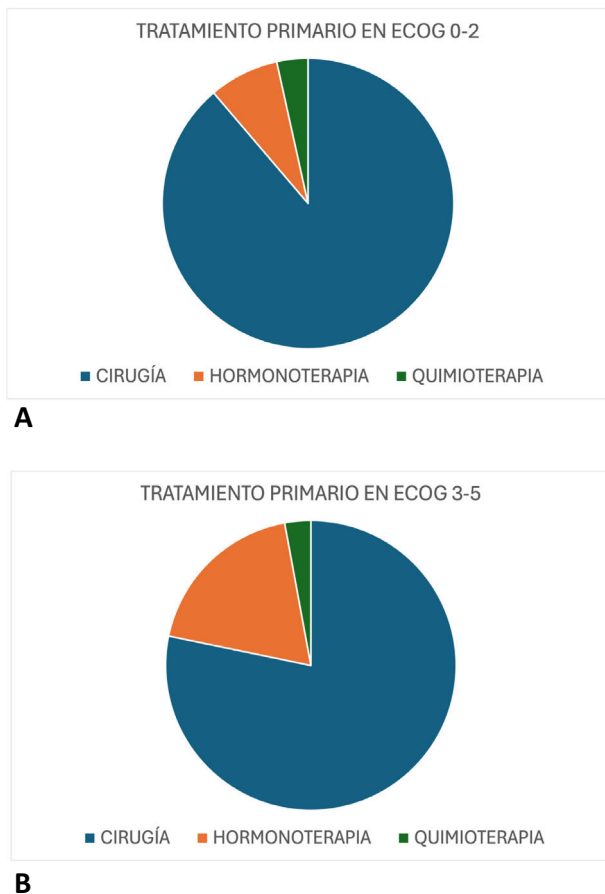 TRATAMIENTO PRIMARIO EN ECOG 0-2
CIRUGÍA HORMONOTERAPIA QUIMIOTERAPIA
A
TRATAMIENTO PRIMARIO EN ECOG 3-5
CIRUGÍA HORMONOTERAPIA QUIMIOTERAPIA
B